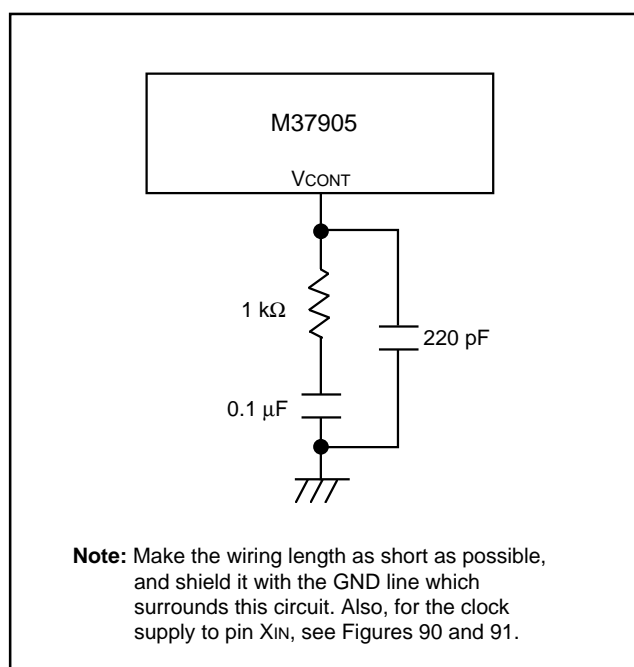 M37905
VCONT
1 kΩ
220 pF
0.1 μF
Note: Make the wiring length as short as possible,
and shield it with the GND line which
surrounds this circuit. Also, for the clock
supply to pin XIN, see Figures 90 and 91.